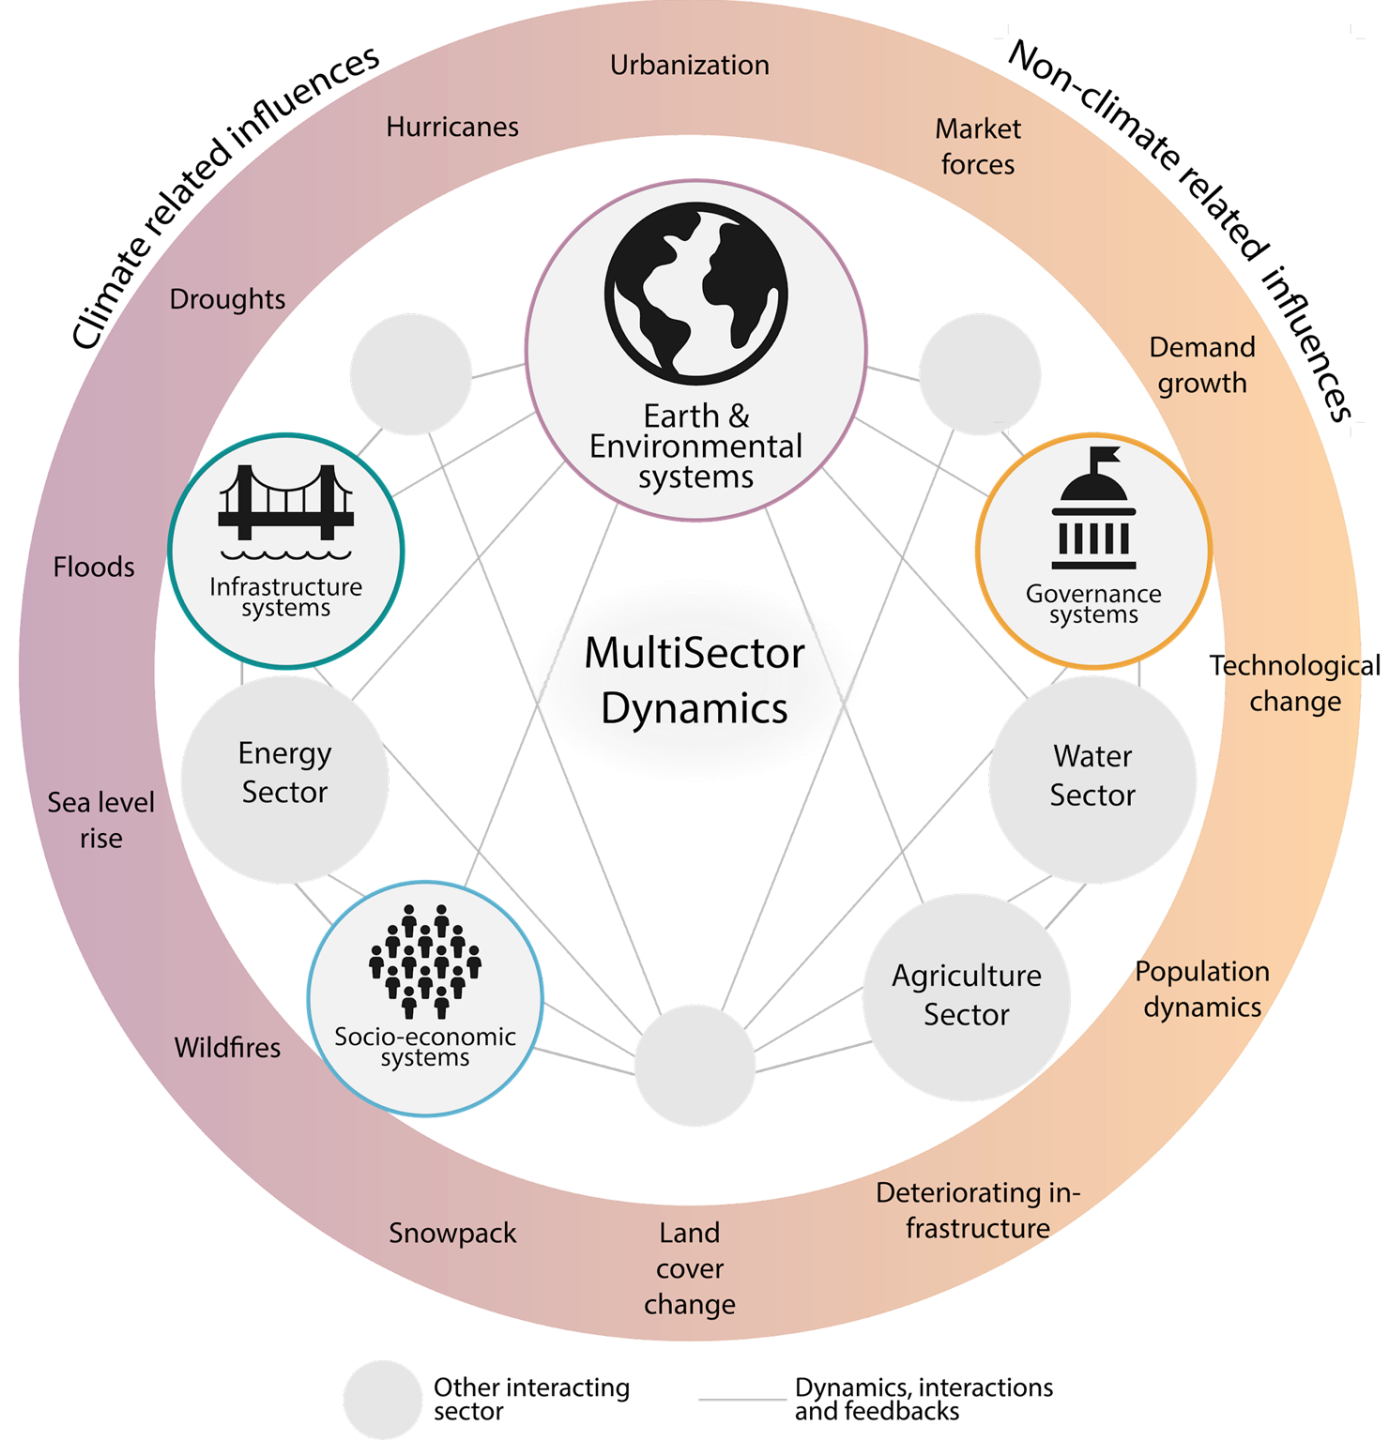 Climate related influences
Non-climate related influences
Urbanization
Hurricanes
Market
forces
Droughts
Demand
growth
Earth &
Environmental
systems
Infrastructure
systems
Governance
systems
Floods
MultiSector
Dynamics
Technological
change
Energy
Sector
Water
Sector
Sea level
rise
Agriculture
Sector
Population
dynamics
Socio-economic
systems
Wildfires
Deteriorating in-
frastructure
Snowpack
Land
cover
change
Other interacting
sector
Dynamics, interactions
and feedbacks